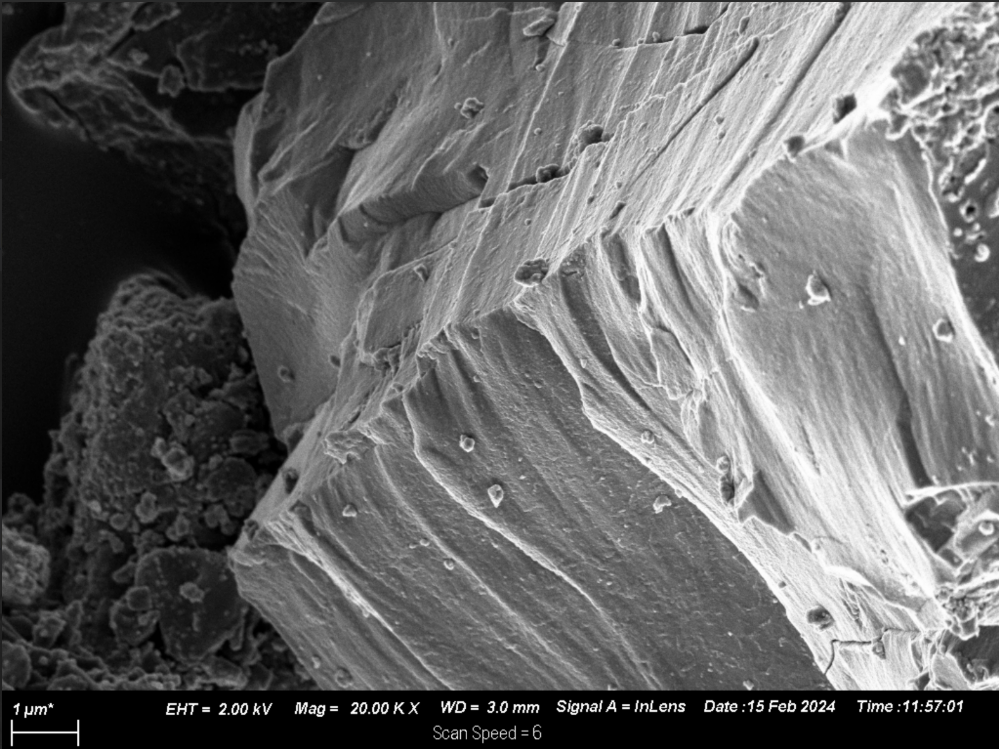 1 µm* EHT = 2.00 kV Mag = 20.00 K X WD = 3.0 mm Signal A = InLens Date :15 Feb 2024 Time :11:57:01
Scan Speed = 6